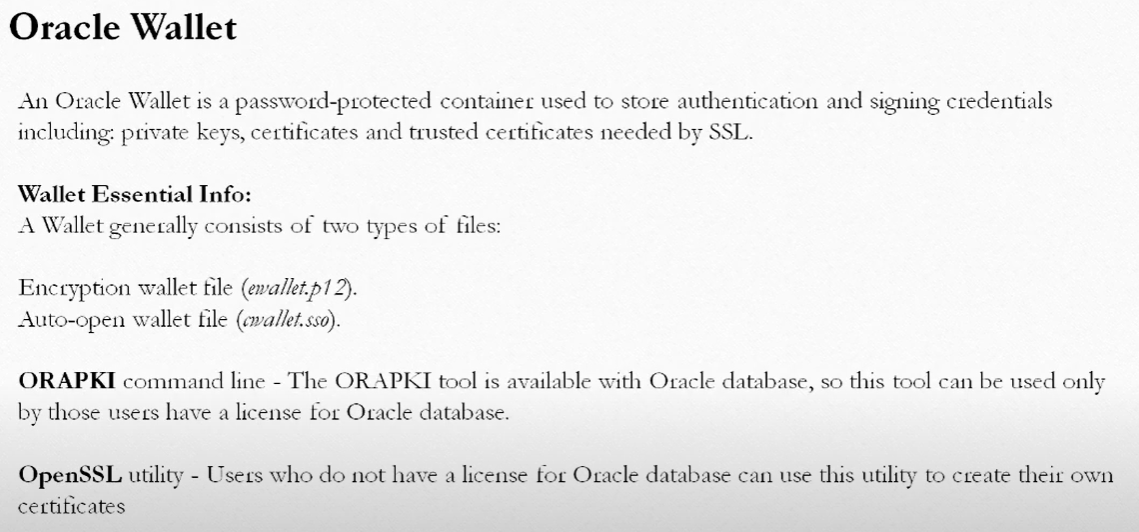 Oracle Wallet
An Oracle Wallet is a password-protected container used to store authentication and signing credentials
including: private keys, certificates and trusted certificates needed by SSL.
Wallet Essential Info:
A Wallet generally consists of two types of files:
Encryption wallet file (ewallet.p12).
Auto-open wallet file (cwallet.sso).
ORAPKI command line - The ORAPKI tool is available with Oracle database, so this tool can be used only
by those users have a license for Oracle database.
OpenSSL utility - Users who do not have a license for Oracle database can use this utility to create their own
certificates